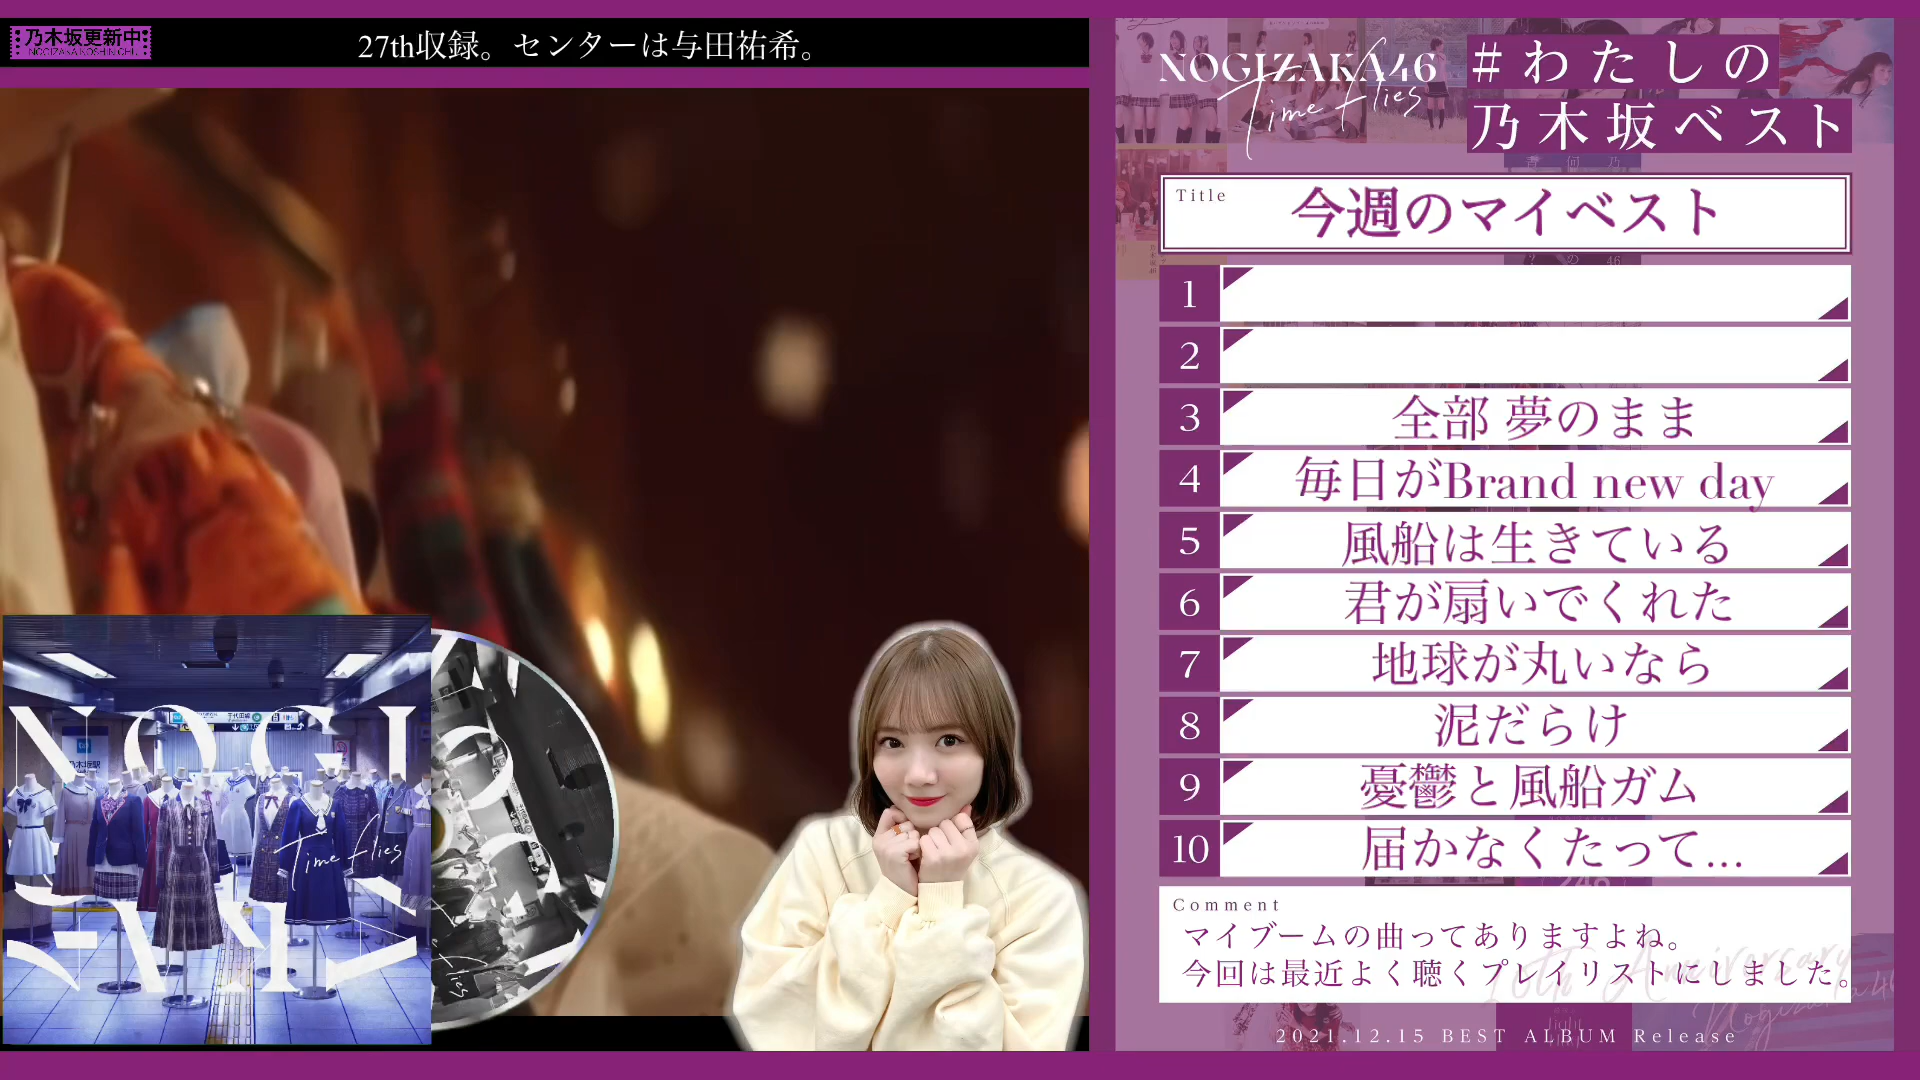 乃木坂更新中
NOGIZAKA KOSHIN CHU
27th収録。センターは与田祐希。
NOGIZAKA46
Time flies
#わたしの
乃木坂ベスト
Title
今週のマイベスト
1
2
3 全部 夢のまま
4 毎日がBrand new day
5 風船は生きている
6 君が扇いでくれた
7 地球が丸いなら
8 泥だらけ
9 憂鬱と風船ガム
10 届かなくたって…
Comment
マイブームの曲ってありますよね。
今回は最近よく聴くプレイリストにしました。
2021.12.15 BEST ALBUM Release
NOGI
Time flies